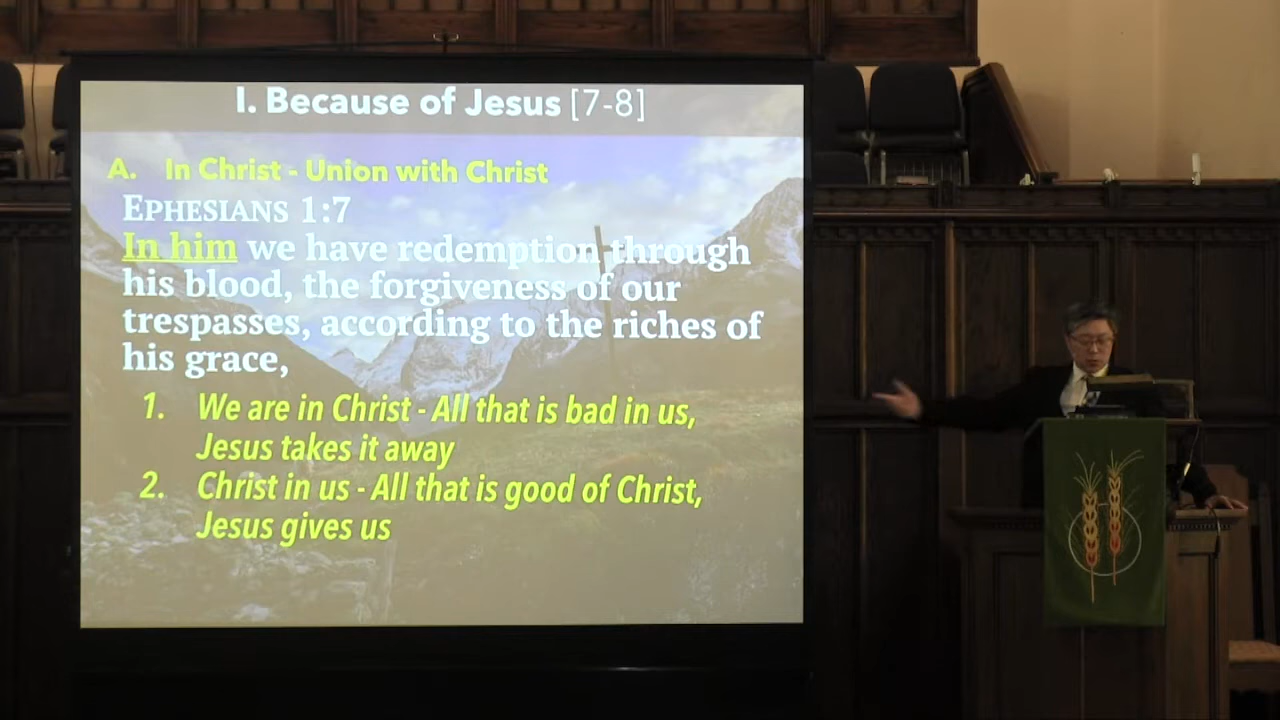 I. Because of Jesus [7-8]
A. In Christ - Union with Christ
EPHESIANS 1:7
In him we have redemption through
his blood, the forgiveness of our
trespasses, according to the riches of
his grace,
1. We are in Christ - All that is bad in us,
Jesus takes it away
2. Christ in us - All that is good of Christ,
Jesus gives us